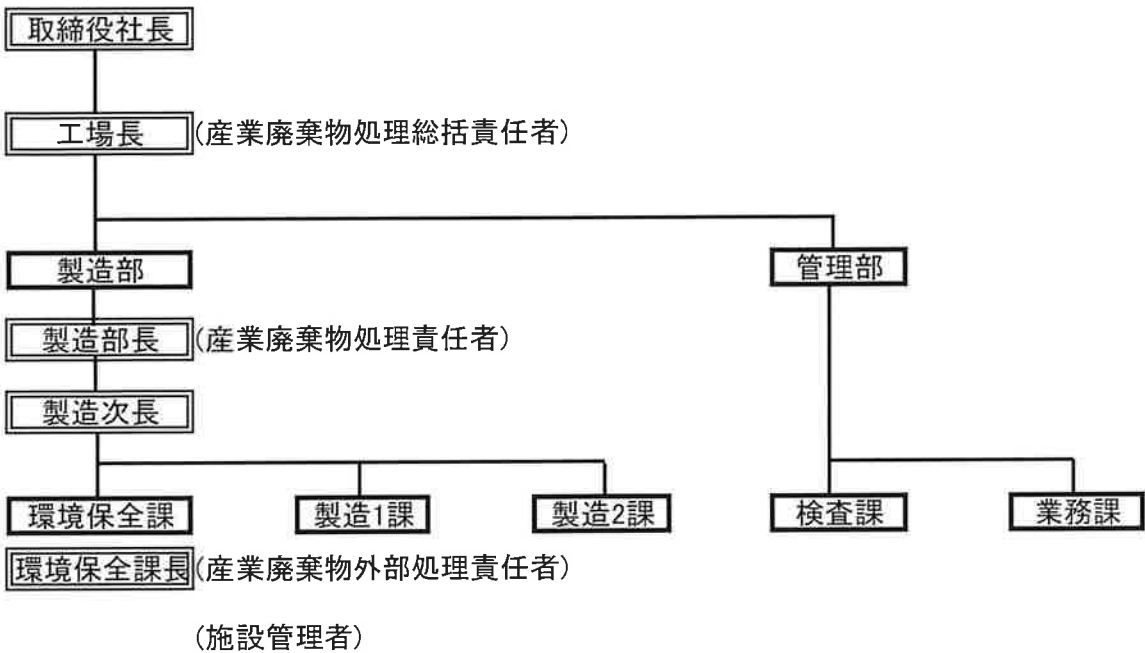 取締役社長
工場長 (産業廃棄物処理総括責任者)
製造部 管理部
製造部長 (産業廃棄物処理責任者)
製造次長
環境保全課 製造1課 製造2課 検査課 業務課
環境保全課長 (産業廃棄物外部処理責任者)
(施設管理者)